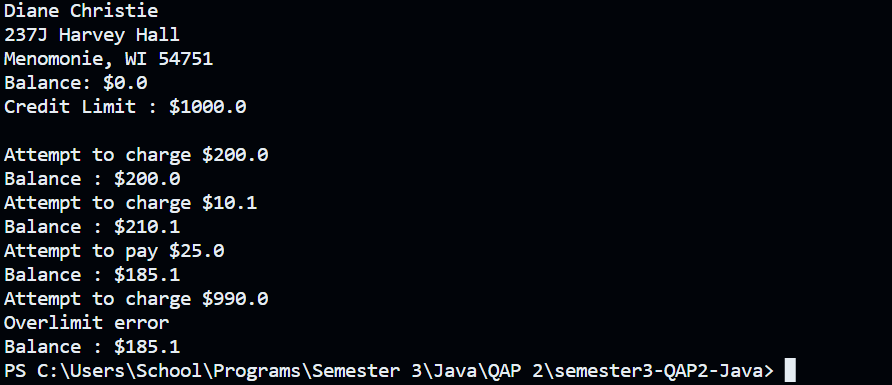 Diane Christie
237J Harvey Hall
Menomonie, WI 54751
Balance: $0.0
Credit Limit : $1000.0

Attempt to charge $200.0
Balance : $200.0
Attempt to charge $10.1
Balance : $210.1
Attempt to pay $25.0
Balance : $185.1
Attempt to charge $990.0
Overlimit error
Balance : $185.1
PS C:\Users\School\Programs\Semester 3\Java\QAP 2\semester3-QAP2-Java>